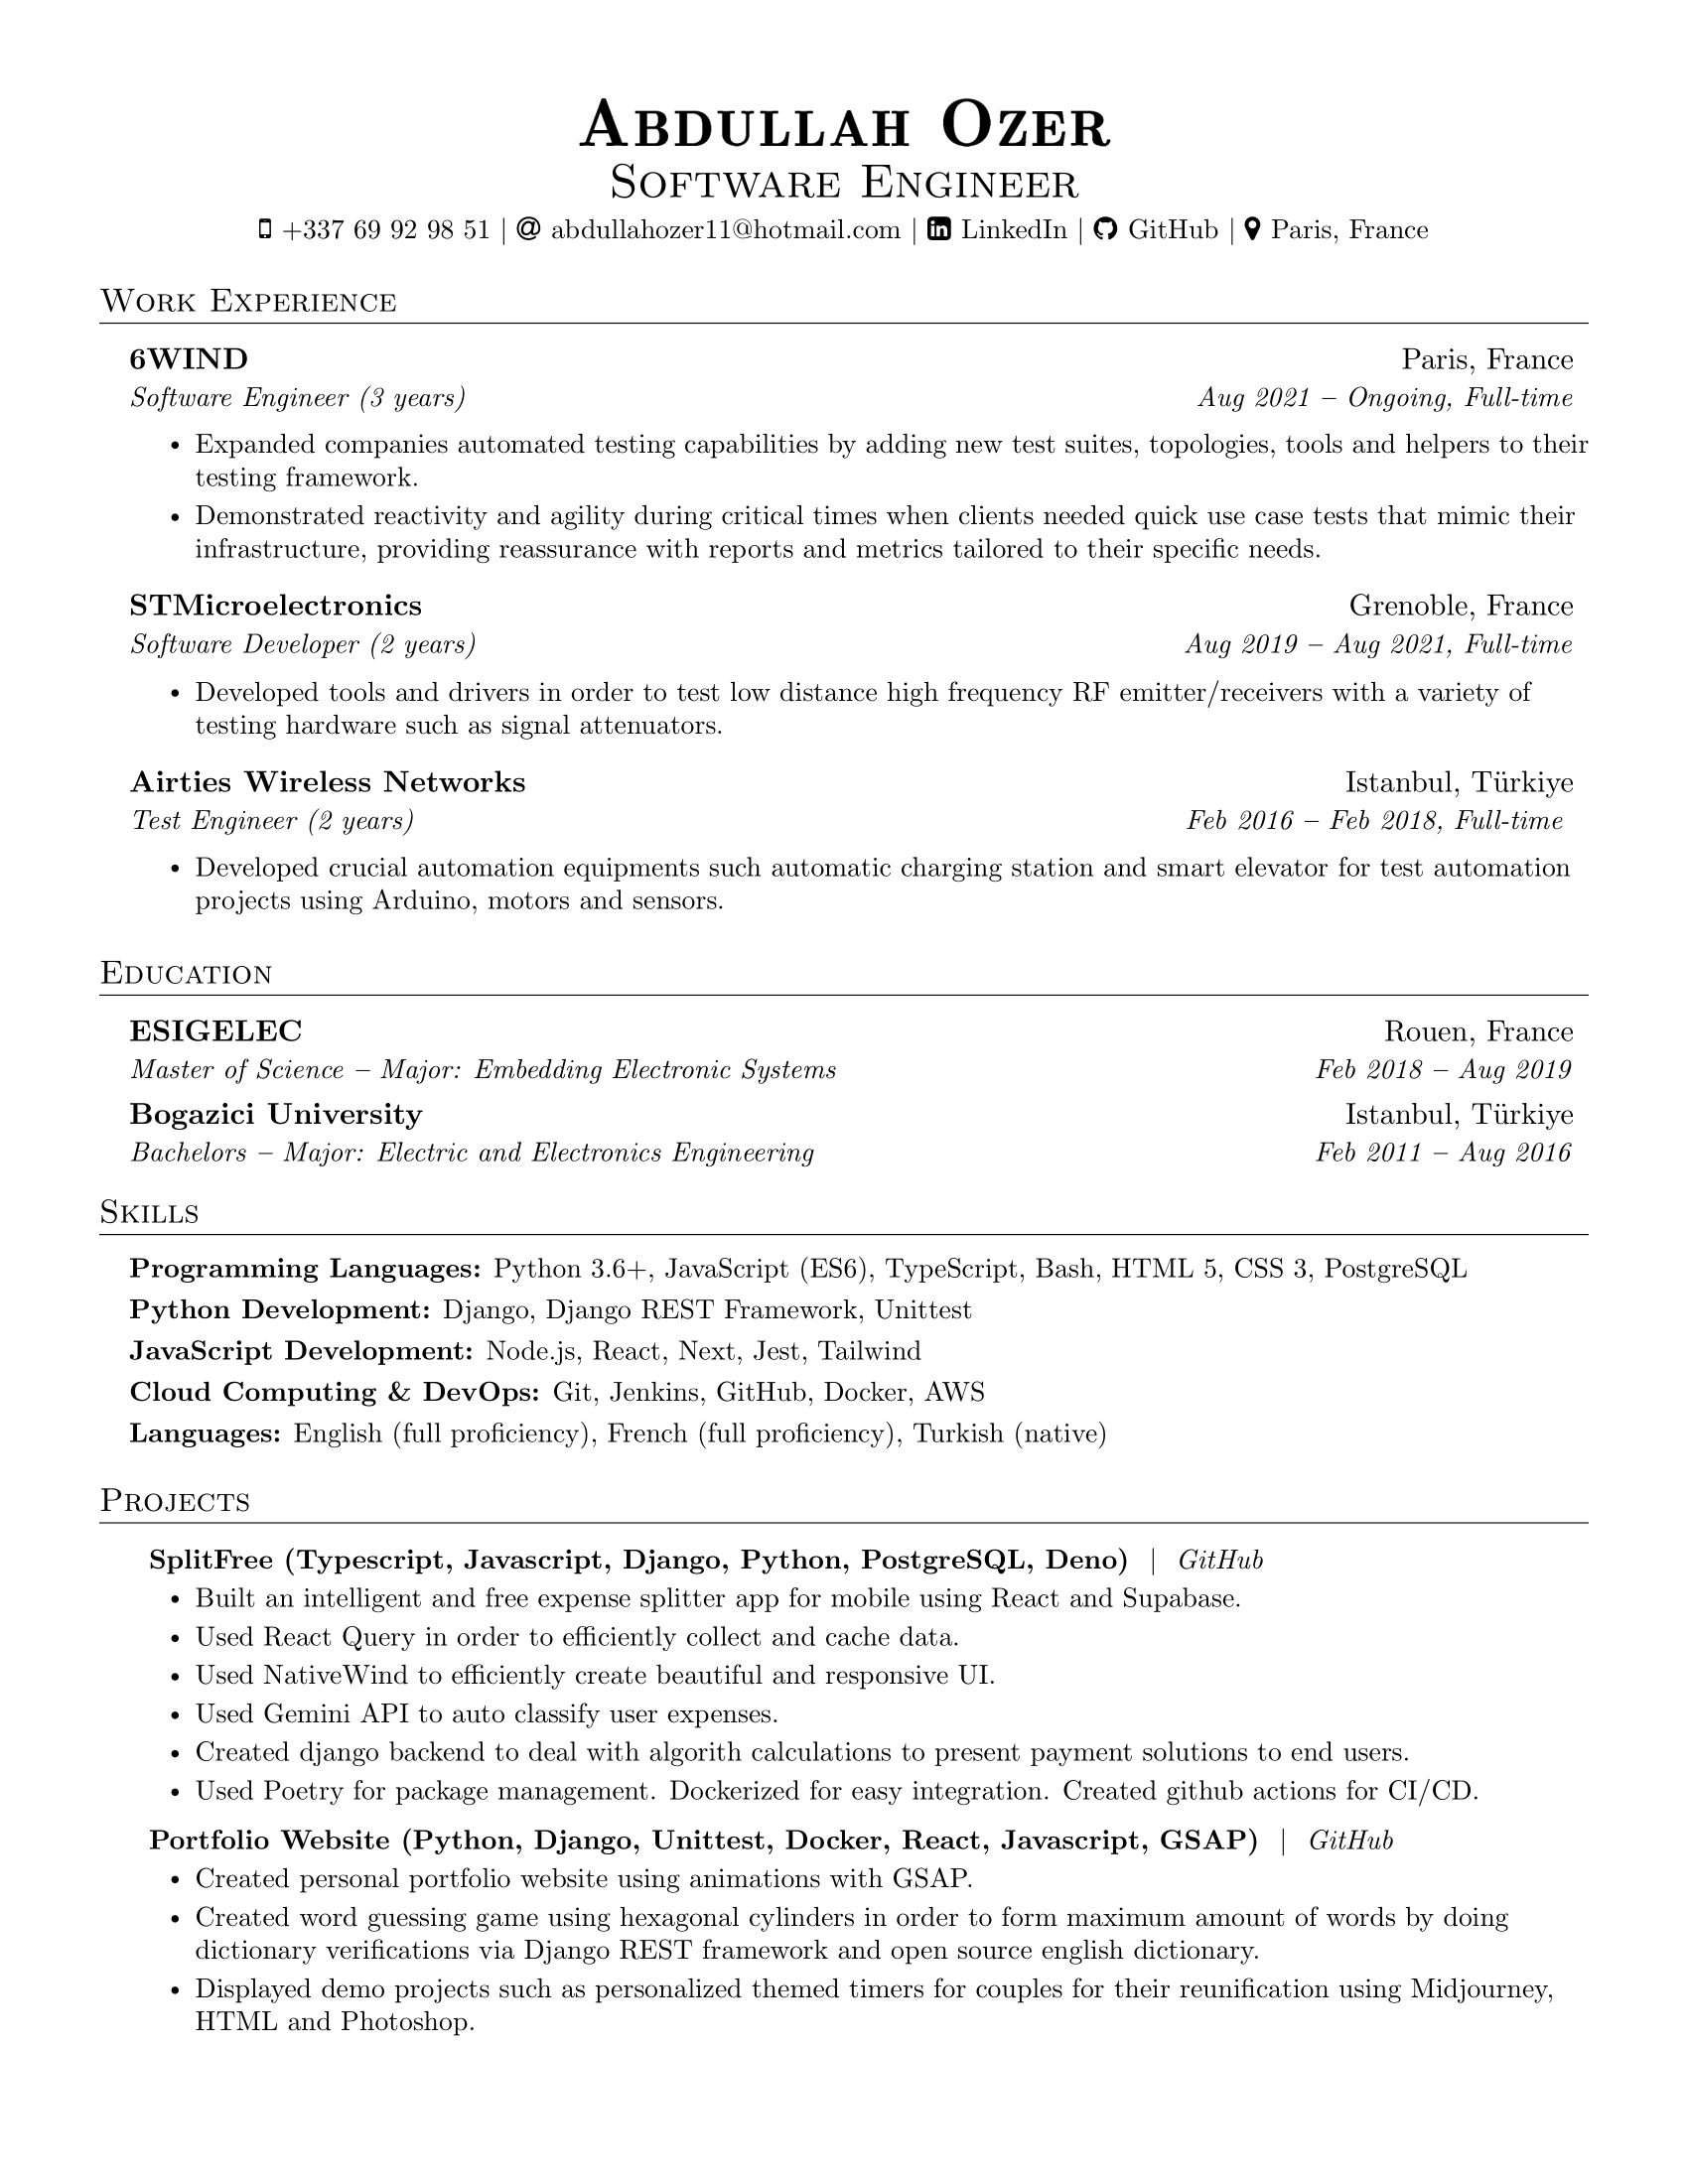 Abdullah Ozer
Software Engineer
+337 69 92 98 51 | abdullahozer11@hotmail.com | LinkedIn | GitHub | Paris, France
Work Experience
6WIND Paris, France
Software Engineer (3 years) Aug 2021 – Ongoing, Full-time
• Expanded companies automated testing capabilities by adding new test suites, topologies, tools and helpers to their
testing framework.
• Demonstrated reactivity and agility during critical times when clients needed quick use case tests that mimic their
infrastructure, providing reassurance with reports and metrics tailored to their specific needs.
STMicroelectronics Grenoble, France
Software Developer (2 years) Aug 2019 – Aug 2021, Full-time
• Developed tools and drivers in order to test low distance high frequency RF emitter/receivers with a variety of
testing hardware such as signal attenuators.
Airties Wireless Networks Istanbul, Türkiye
Test Engineer (2 years) Feb 2016 – Feb 2018, Full-time
• Developed crucial automation equipments such automatic charging station and smart elevator for test automation
projects using Arduino, motors and sensors.
Education
ESIGELEC Rouen, France
Master of Science – Major: Embedding Electronic Systems Feb 2018 – Aug 2019
Bogazici University Istanbul, Türkiye
Bachelors – Major: Electric and Electronics Engineering Feb 2011 – Aug 2016
Skills
Programming Languages: Python 3.6+, JavaScript (ES6), TypeScript, Bash, HTML 5, CSS 3, PostgreSQL
Python Development: Django, Django REST Framework, Unittest
JavaScript Development: Node.js, React, Next, Jest, Tailwind
Cloud Computing & DevOps: Git, Jenkins, GitHub, Docker, AWS
Languages: English (full proficiency), French (full proficiency), Turkish (native)
Projects
SplitFree (Typescript, Javascript, Django, Python, PostgreSQL, Deno) | GitHub
• Built an intelligent and free expense splitter app for mobile using React and Supabase.
• Used React Query in order to efficiently collect and cache data.
• Used NativeWind to efficiently create beautiful and responsive UI.
• Used Gemini API to auto classify user expenses.
• Created django backend to deal with algorith calculations to present payment solutions to end users.
• Used Poetry for package management. Dockerized for easy integration. Created github actions for CI/CD.
Portfolio Website (Python, Django, Unittest, Docker, React, Javascript, GSAP) | GitHub
• Created personal portfolio website using animations with GSAP.
• Created word guessing game using hexagonal cylinders in order to form maximum amount of words by doing
dictionary verifications via Django REST framework and open source english dictionary.
• Displayed demo projects such as personalized themed timers for couples for their reunification using Midjourney,
HTML and Photoshop.